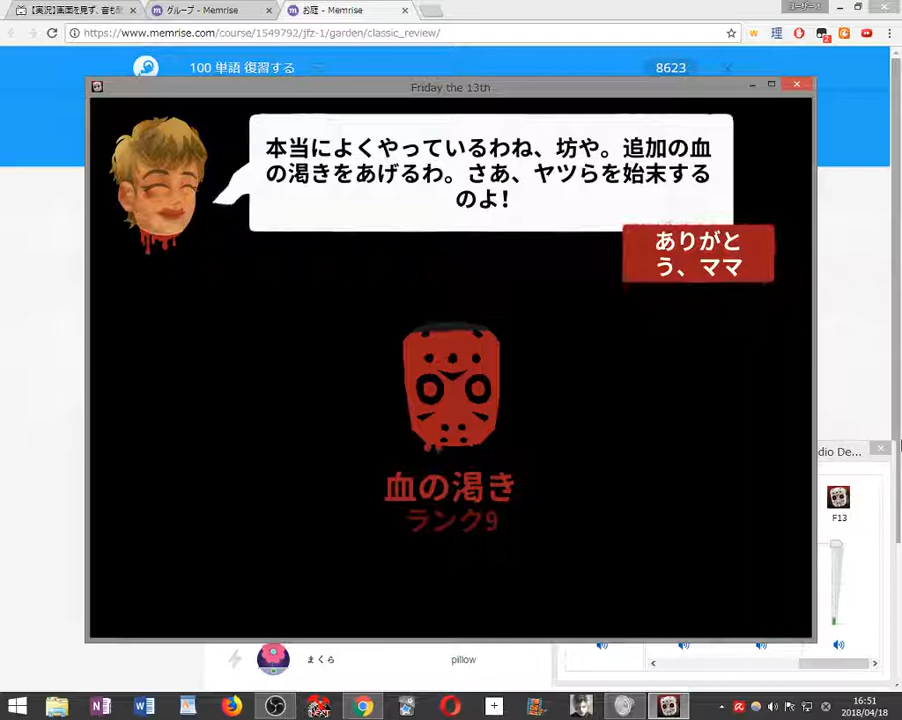 【実況】画面を見ず、音も
グループ - Memrise
お庭 - Memrise
https://www.memrise.com/course/1549792/jfz-1/garden/classic_review/
100 単語 復習する
8623
Friday the 13th
本当によくやっているわね、坊や。追加の血
の渇きをあげるわ。さあ、ヤツらを始末する
のよ！
ありがと
う、ママ
血の渇き
ランク9
dio De...
F13
まくら
pillow
16:51
2018/04/18